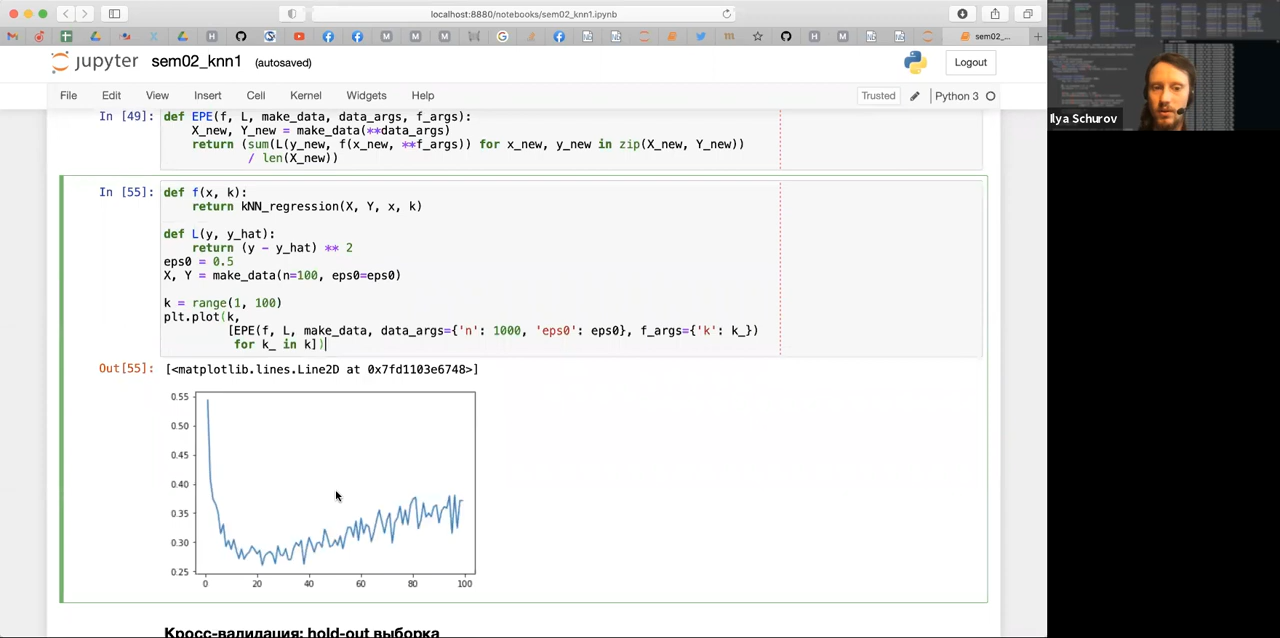 localhost:8880/notebooks/sem02_knn1.ipynb
sem02_...
jupyter sem02_knn1 (autosaved)
Logout
File Edit View Insert Cell Kernel Widgets Help
Trusted Python 3
Ilya Schurov
In [49]: def EPE(f, L, make_data, data_args, f_args):
X_new, Y_new = make_data(**data_args)
return (sum(L(y_new, f(x_new, **f_args)) for x_new, y_new in zip(X_new, Y_new))
/ len(X_new))
In [55]: def f(x, k):
return kNN_regression(X, Y, x, k)
def L(y, y_hat):
return (y - y_hat) ** 2
eps0 = 0.5
X, Y = make_data(n=100, eps0=eps0)
k = range(1, 100)
plt.plot(k,
[EPE(f, L, make_data, data_args={'n': 1000, 'eps0': eps0}, f_args={'k': k_})
for k_ in k])
Out[55]: [<matplotlib.lines.Line2D at 0x7fd1103e6748>]
0.55
0.50
0.45
0.40
0.35
0.30
0.25
0 20 40 60 80 100
Кросс-валидация: hold-out выборка